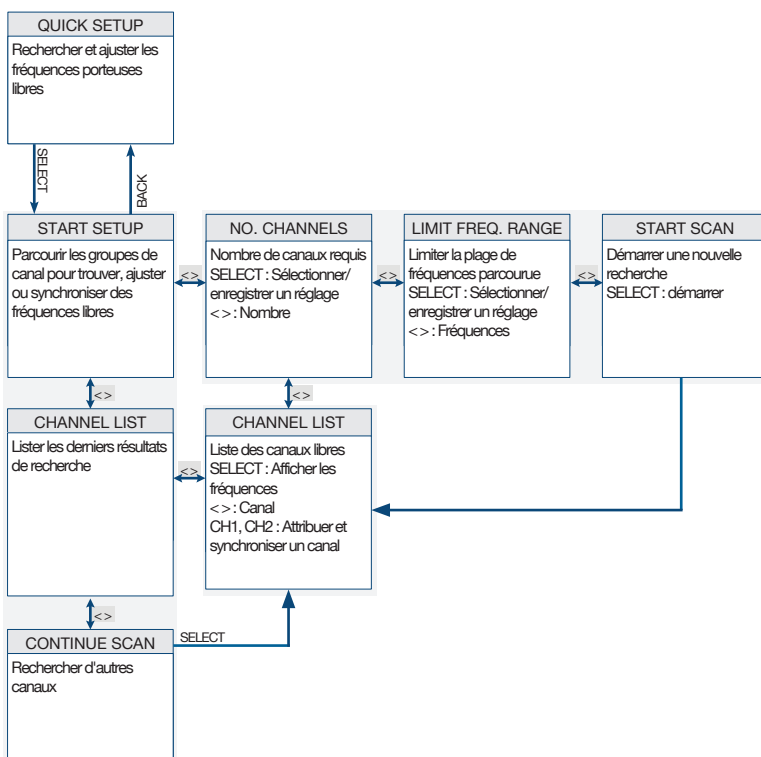 QUICK SETUP
Rechercher et ajuster les
fréquences porteuses
libres
SELECT
BACK
START SETUP
Parcourir les groupes de
canal pour trouver, ajuster
ou synchroniser des
fréquences libres
<>
NO. CHANNELS
Nombre de canaux requis
SELECT : Sélectionner/
enregistrer un réglage
<> : Nombre
<>
LIMIT FREQ. RANGE
Limiter la plage de
fréquences parcourue
SELECT : Sélectionner/
enregistrer un réglage
<> : Fréquences
<>
START SCAN
Démarrer une nouvelle
recherche
SELECT : démarrer
<>
<>
CHANNEL LIST
Lister les derniers résultats
de recherche
<>
CHANNEL LIST
Liste des canaux libres
SELECT : Afficher les
fréquences
<> : Canal
CH1, CH2 : Attribuer et
synchroniser un canal
<>
CONTINUE SCAN
Rechercher d'autres
canaux
SELECT